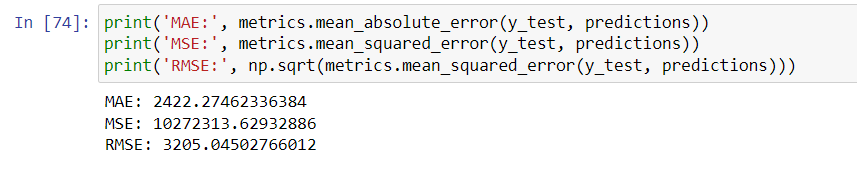 In [74]: print('MAE:', metrics.mean_absolute_error(y_test, predictions))
print('MSE:', metrics.mean_squared_error(y_test, predictions))
print('RMSE:', np.sqrt(metrics.mean_squared_error(y_test, predictions)))
MAE: 2422.27462336384
MSE: 10272313.62932886
RMSE: 3205.04502766012